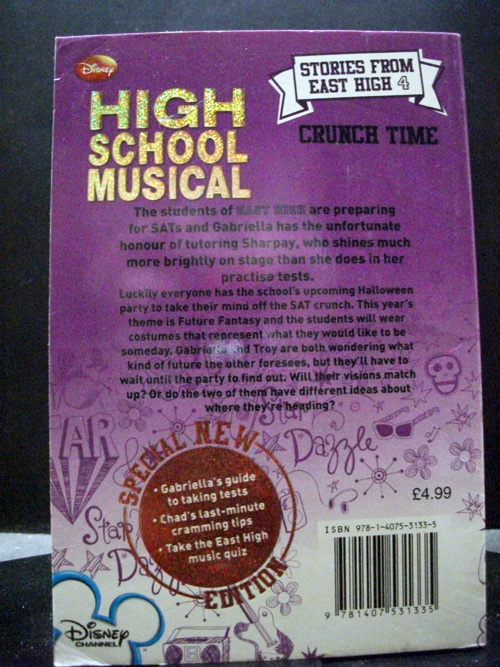 Disney
STORIES FROM
EAST HIGH 4
HIGH
SCHOOL
MUSICAL
CRUNCH TIME
The students of EAST HIGH are preparing
for SATs and Gabriella has the unfortunate
honour of tutoring Sharpay, who shines much
more brightly on stage than she does in her
practise tests.
Luckily everyone has the school's upcoming Halloween
party to take their mind off the SAT crunch. This year's
theme is Future Fantasy and the students will wear
costumes that represent what they would like to be
someday. Gabriella and Troy are both wondering what
kind of future the other foresees, but they'll have to
wait until the party to find out. Will their visions match
up? Or do the two of them have different ideas about
where they're heading?
Star
Dazzle
AR
SPECIAL NEW
• Gabriella's guide
to taking tests
• Chad's last-minute
cramming tips
• Take the East High
music quiz
EDITION
Star
£4.99
ISBN 978-1-4075-3133-5
9 781407 531335
Disney
CHANNEL